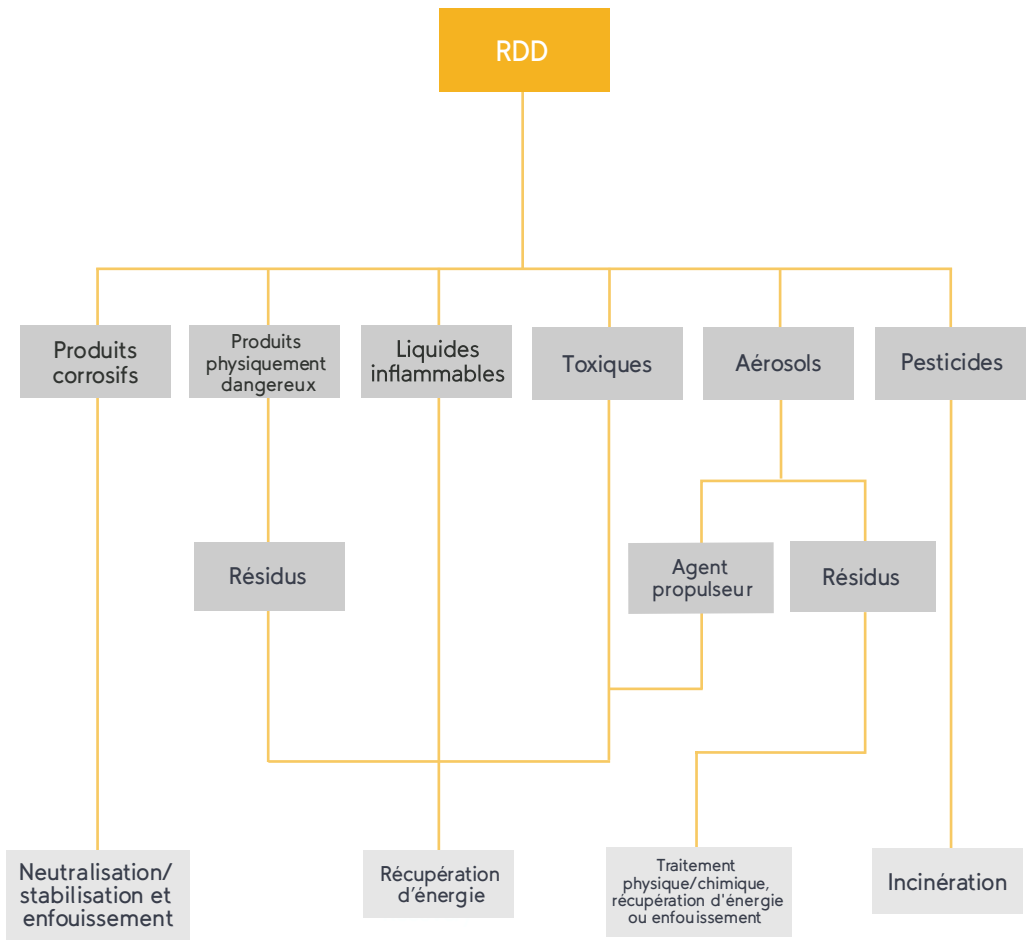 RDD
Produits
corrosifs
Produits
physiquement
dangereux
Liquides
inflammables
Toxiques
Aérosols
Pesticides
Résidus
Agent
propulseur
Résidus
Neutralisation/
stabilisation et
enfouissement
Récupération
d’énergie
Traitement
physique/chimique,
récupération d'énergie
ou enfouissement
Incinération